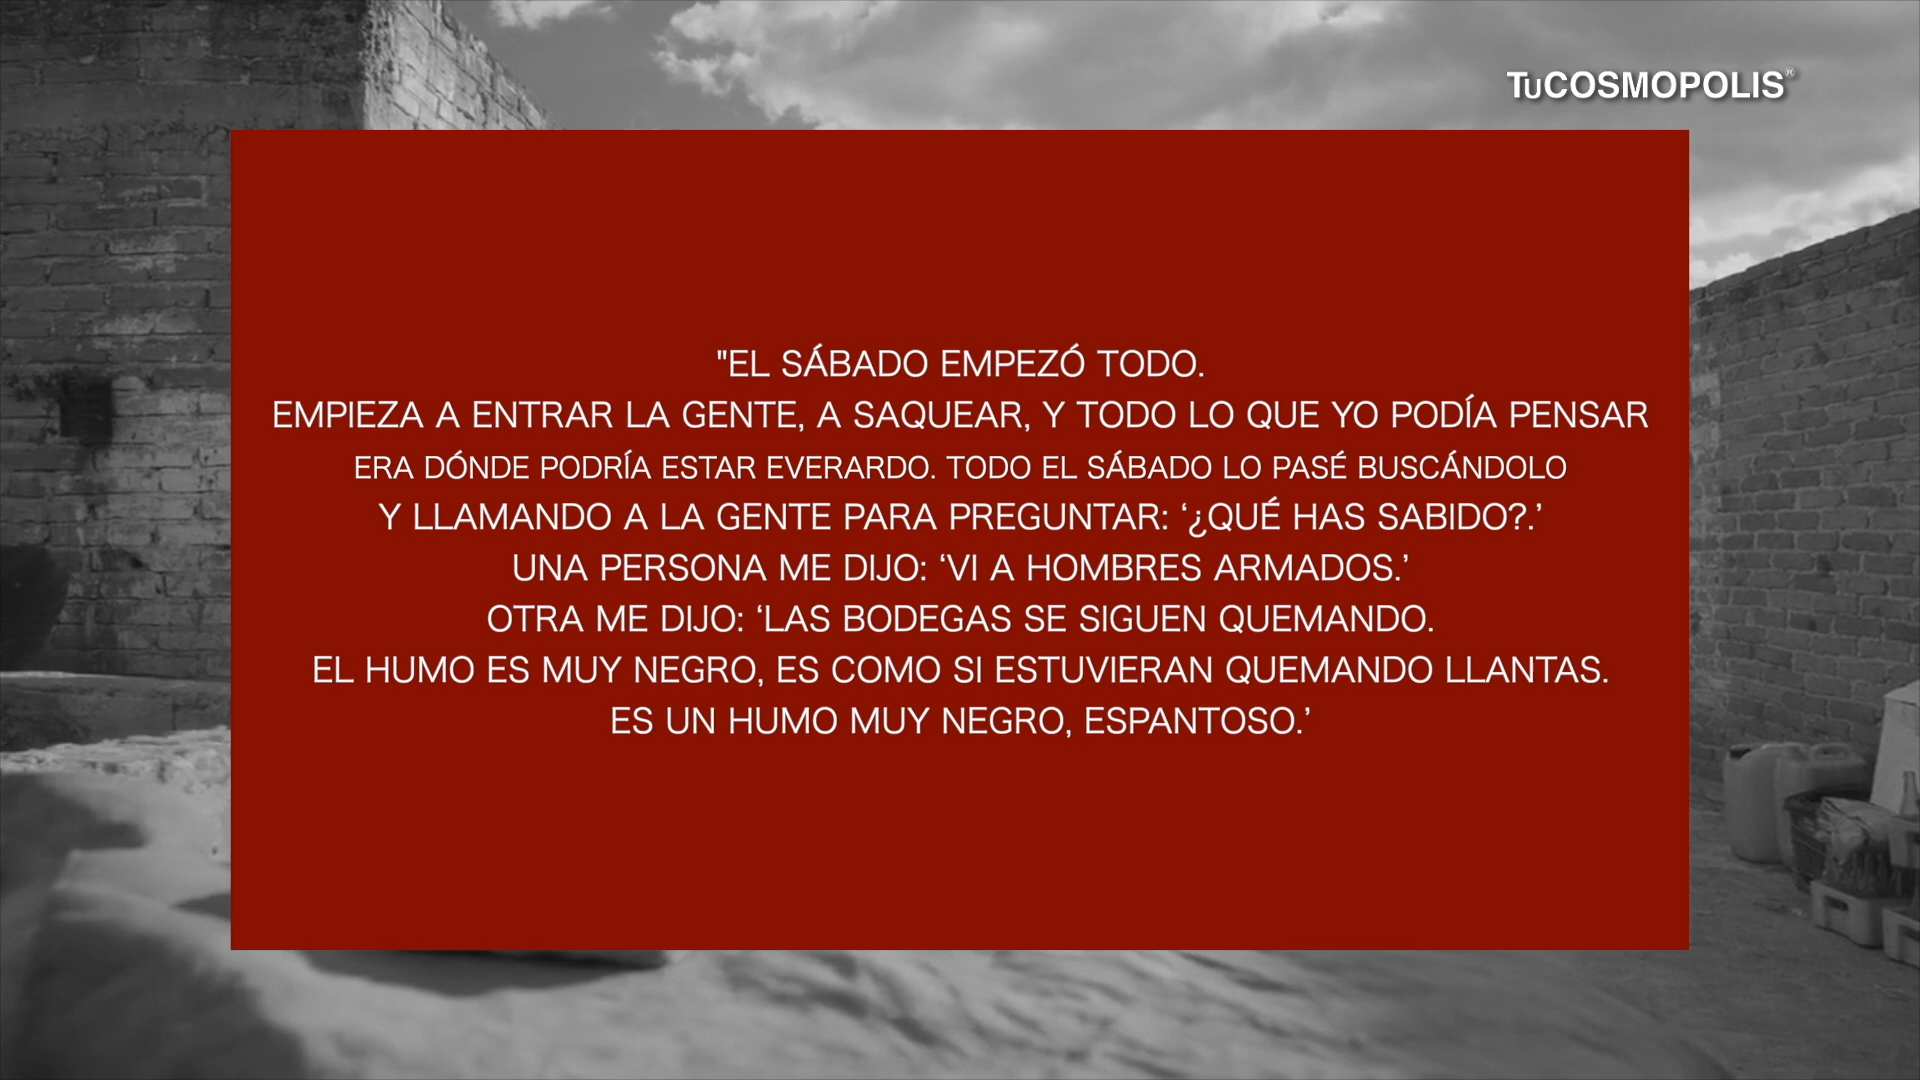 TuCOSMOPOLIS®
"EL SÁBADO EMPEZÓ TODO.
EMPIEZA A ENTRAR LA GENTE, A SAQUEAR, Y TODO LO QUE YO PODÍA PENSAR
ERA DÓNDE PODRÍA ESTAR EVERARDO. TODO EL SÁBADO LO PASÉ BUSCÁNDOLO
Y LLAMANDO A LA GENTE PARA PREGUNTAR: ‘¿QUÉ HAS SABIDO?.’
UNA PERSONA ME DIJO: ‘VI A HOMBRES ARMADOS.’
OTRA ME DIJO: ‘LAS BODEGAS SE SIGUEN QUEMANDO.
EL HUMO ES MUY NEGRO, ES COMO SI ESTUVIERAN QUEMANDO LLANTAS.
ES UN HUMO MUY NEGRO, ESPANTOSO.’